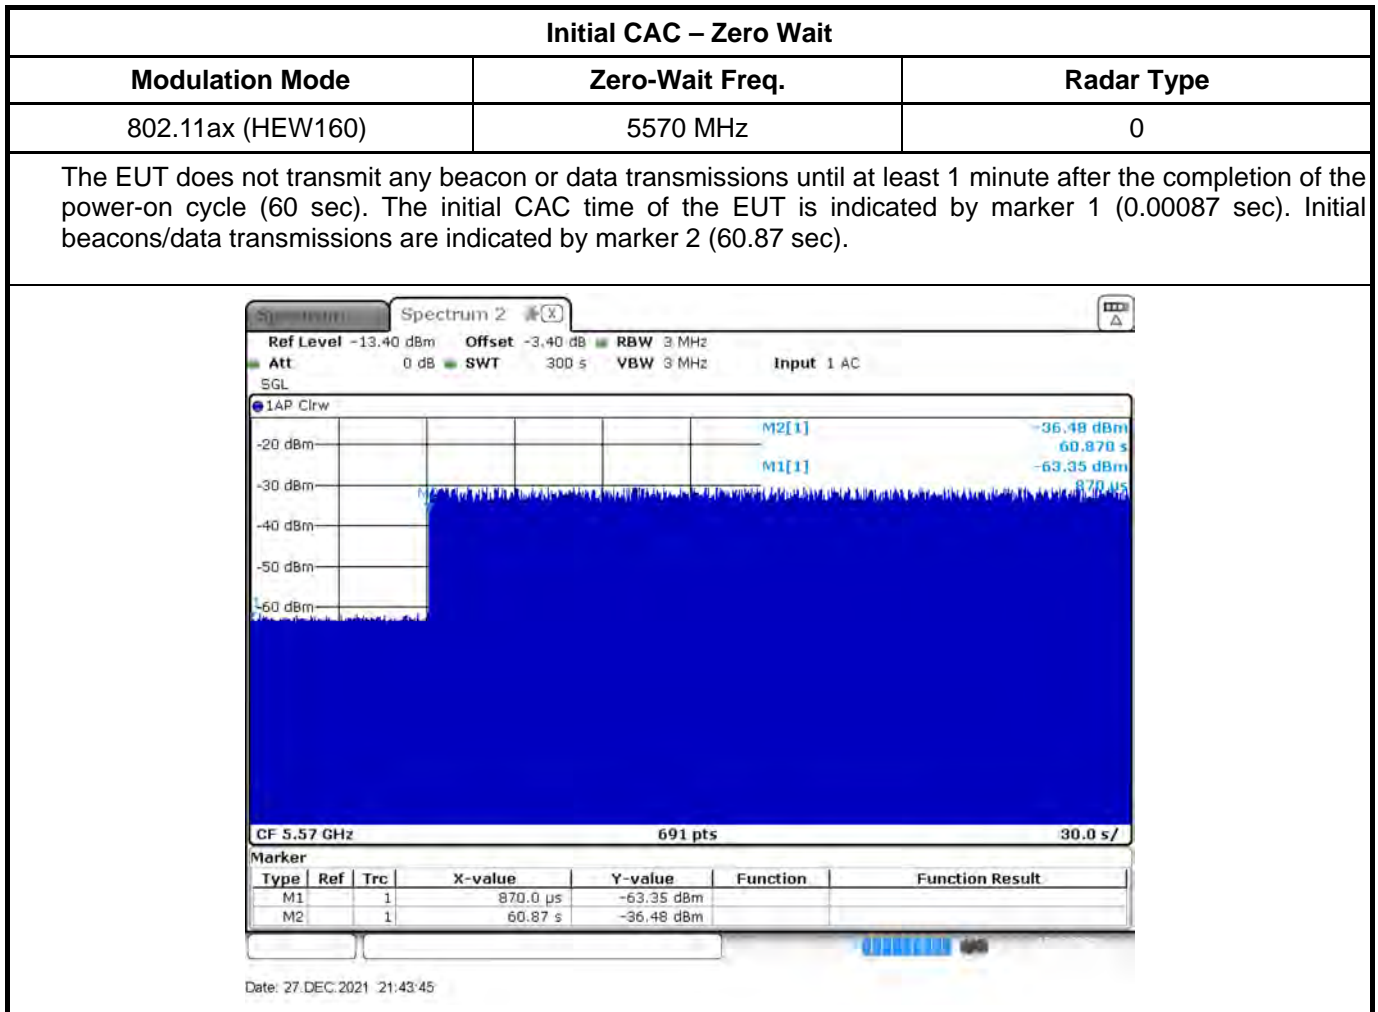 Initial CAC – Zero Wait
Modulation Mode Zero-Wait Freq. Radar Type
802.11ax (HEW160) 5570 MHz 0
The EUT does not transmit any beacon or data transmissions until at least 1 minute after the completion of the
power-on cycle (60 sec). The initial CAC time of the EUT is indicated by marker 1 (0.00087 sec). Initial
beacons/data transmissions are indicated by marker 2 (60.87 sec).
Spectrum Spectrum 2 X
Ref Level -13.40 dBm Offset -3.40 dB RBW 3 MHz
Att 0 dB SWT 300 s VBW 3 MHz Input 1 AC
SGL
1AP Clrw
M2[1] -36.48 dBm
-20 dBm 60.870 s
M1[1] -63.35 dBm
-30 dBm 870 µs
-40 dBm
-50 dBm
-60 dBm
CF 5.57 GHz 691 pts 30.0 s/
Marker
Type Ref Trc X-value Y-value Function Function Result
M1 1 870.0 µs -63.35 dBm
M2 1 60.87 s -36.48 dBm
Date: 27.DEC.2021 21:43:45